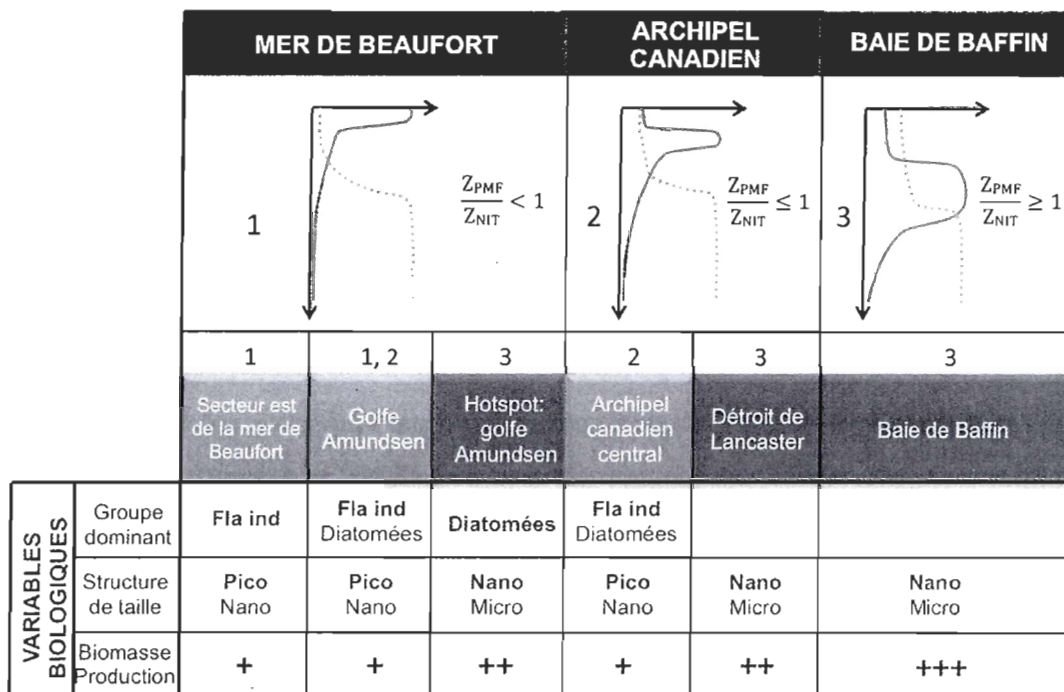 MER DE BEAUFORT
ARCHIPEL
CANADIEN
BAIE DE BAFFIN
1
Z_PMF / Z_NIT < 1
2
Z_PMF / Z_NIT ≤ 1
3
Z_PMF / Z_NIT ≥ 1
1
1, 2
3
2
3
3
Secteur est
de la mer de
Beaufort
Golfe
Amundsen
Hotspot:
golfe
Amundsen
Archipel
canadien
central
Détroit de
Lancaster
Baie de Baffin
VARIABLES
BIOLOGIQUES
Groupe
dominant
Fla ind
Fla ind
Diatomées
Diatomées
Fla ind
Diatomées
Structure
de taille
Pico
Nano
Pico
Nano
Nano
Micro
Pico
Nano
Nano
Micro
Nano
Micro
Biomasse
Production
+
+
++
+
++
+++